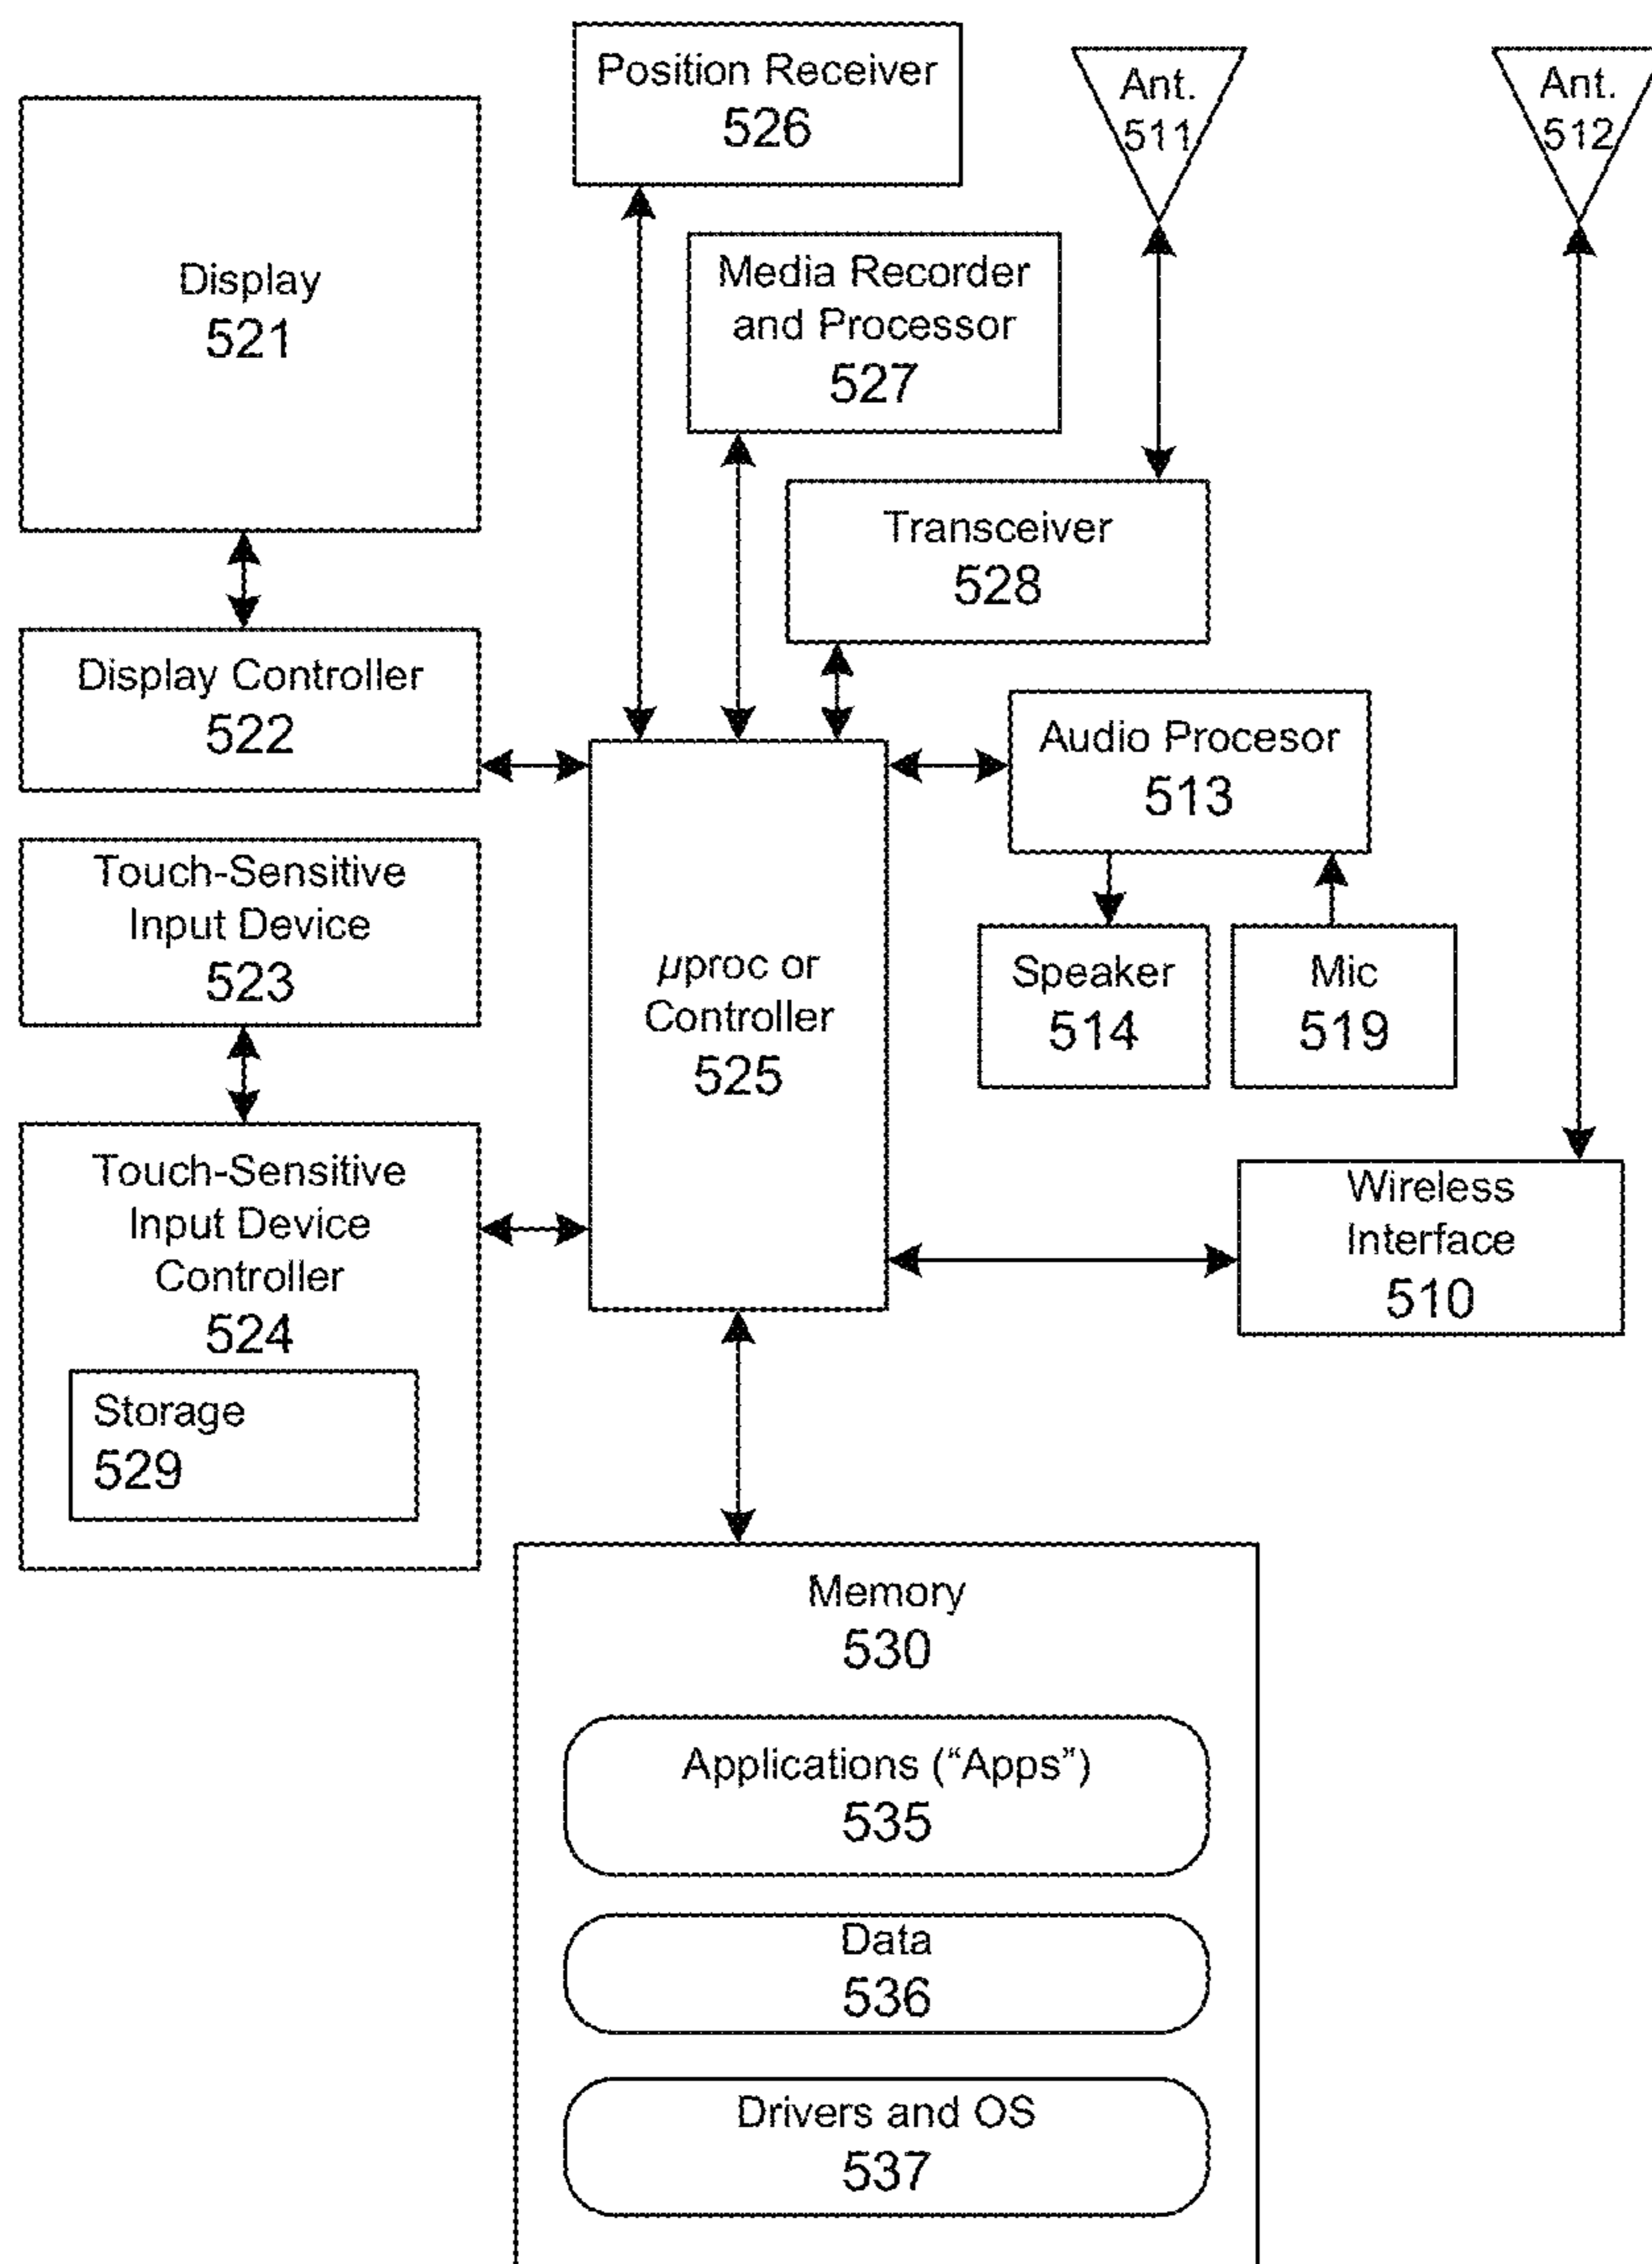 Position Receiver
526
Ant.
511
Ant.
512
Display
521
Media Recorder
and Processor
527
Transceiver
528
Display Controller
522
Audio Procesor
513
Touch-Sensitive
Input Device
523
µproc or
Controller
525
Speaker
514
Mic
519
Touch-Sensitive
Input Device
Controller
524
Storage
529
Wireless
Interface
510
Memory
530
Applications (“Apps”)
535
Data
536
Drivers and OS
537